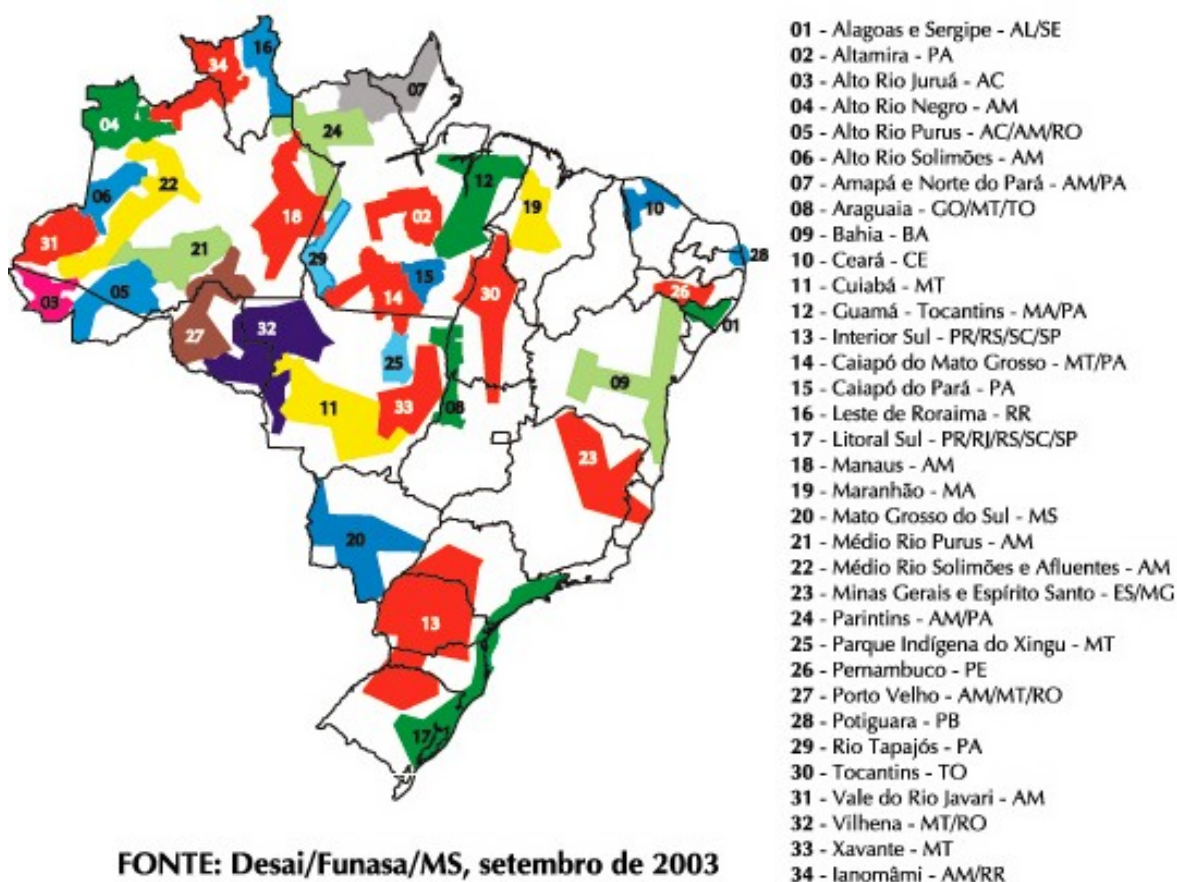 34
16
07
04
24
12
06
22
18
02
19
10
31
21
29
15
28
03
05
14
30
26
01
27
32
25
09
11
33
08
23
20
13
17
FONTE: Desai/Funasa/MS, setembro de 2003
01 - Alagoas e Sergipe - AL/SE
02 - Altamira - PA
03 - Alto Rio Juruá - AC
04 - Alto Rio Negro - AM
05 - Alto Rio Purus - AC/AM/RO
06 - Alto Rio Solimões - AM
07 - Amapá e Norte do Pará - AM/PA
08 - Araguaia - GO/MT/TO
09 - Bahia - BA
10 - Ceará - CE
11 - Cuiabá - MT
12 - Guamá - Tocantins - MA/PA
13 - Interior Sul - PR/RS/SC/SP
14 - Caiapó do Mato Grosso - MT/PA
15 - Caiapó do Pará - PA
16 - Leste de Roraima - RR
17 - Litoral Sul - PR/RJ/RS/SC/SP
18 - Manaus - AM
19 - Maranhão - MA
20 - Mato Grosso do Sul - MS
21 - Médio Rio Purus - AM
22 - Médio Rio Solimões e Afluentes - AM
23 - Minas Gerais e Espírito Santo - ES/MG
24 - Parintins - AM/PA
25 - Parque Indígena do Xingu - MT
26 - Pernambuco - PE
27 - Porto Velho - AM/MT/RO
28 - Potiguara - PB
29 - Rio Tapajós - PA
30 - Tocantins - TO
31 - Vale do Rio Javari - AM
32 - Vilhena - MT/RO
33 - Xavante - MT
34 - Ianomâmi - AM/RR